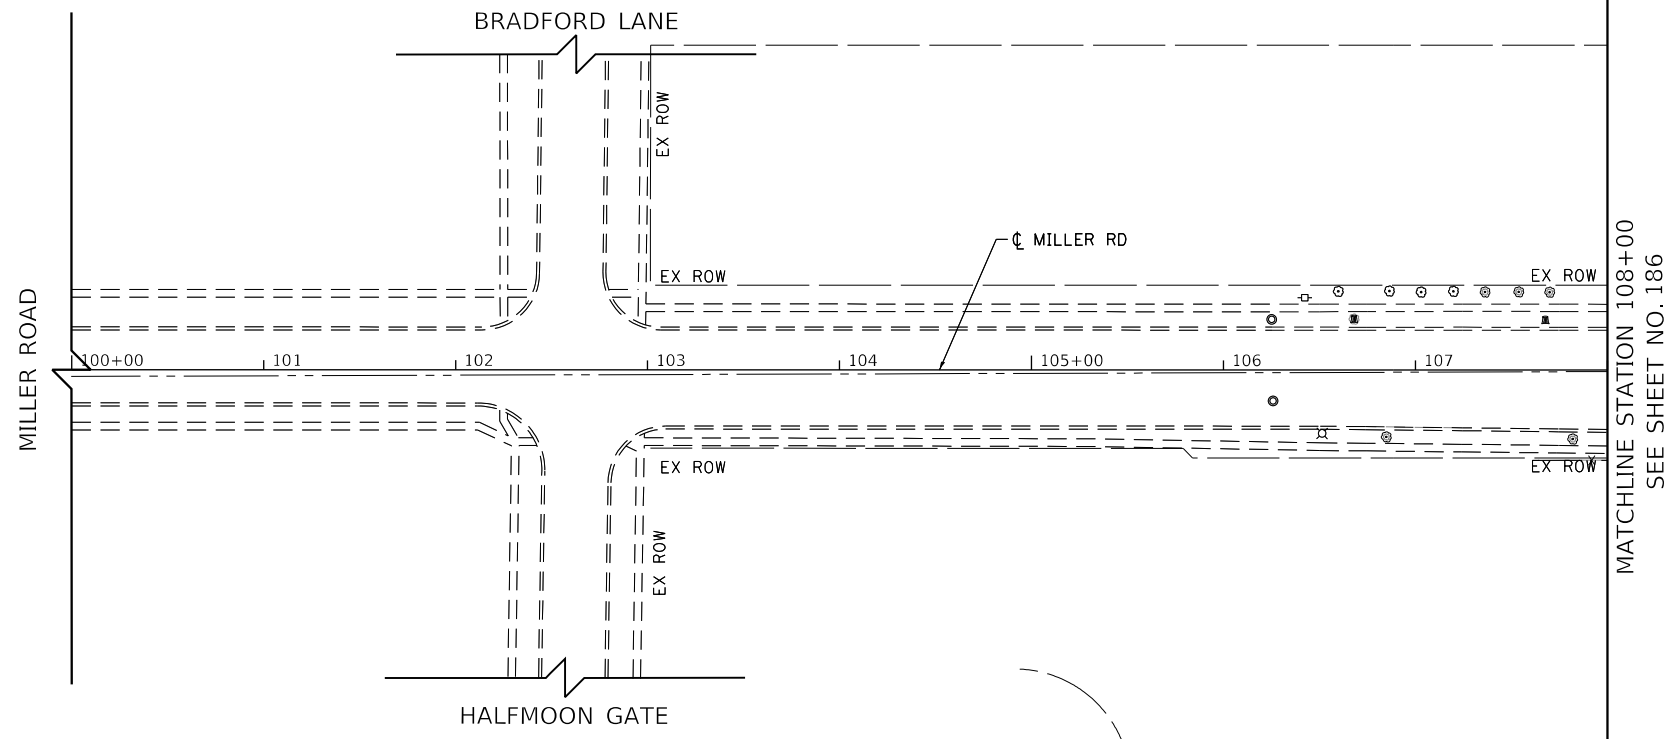 BRADFORD LANE
EX ROW
℄ MILLER RD
EX ROW
EX ROW
MILLER ROAD
100+00
101
102
103
104
105+00
106
107
EX ROW
EX ROW
EX ROW
HALFMOON GATE
MATCHLINE STATION 108+00
SEE SHEET NO. 186